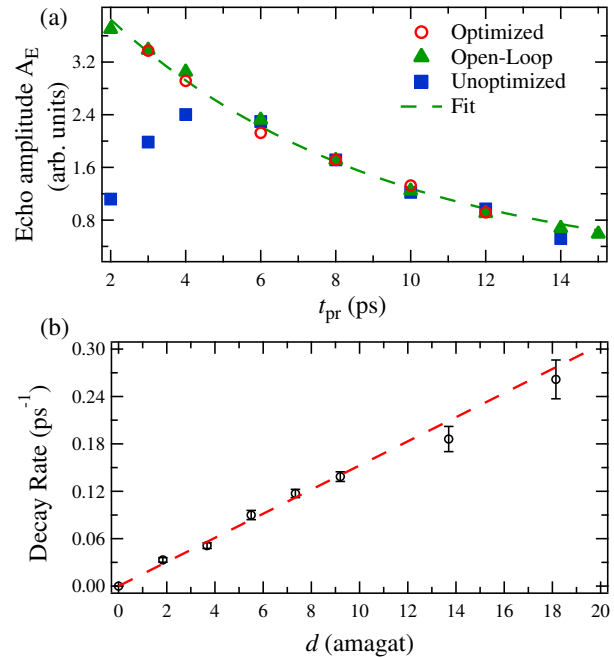 (a)
Echo amplitude A_E
(arb. units)
3.2
2.4
1.6
0.8
Optimized
Open-Loop
Unoptimized
Fit
2 4 6 8 10 12 14
t_pr (ps)
(b)
Decay Rate (ps^-1)
0.30
0.24
0.18
0.12
0.06
0.00
0 2 4 6 8 10 12 14 16 18 20
d (amagat)